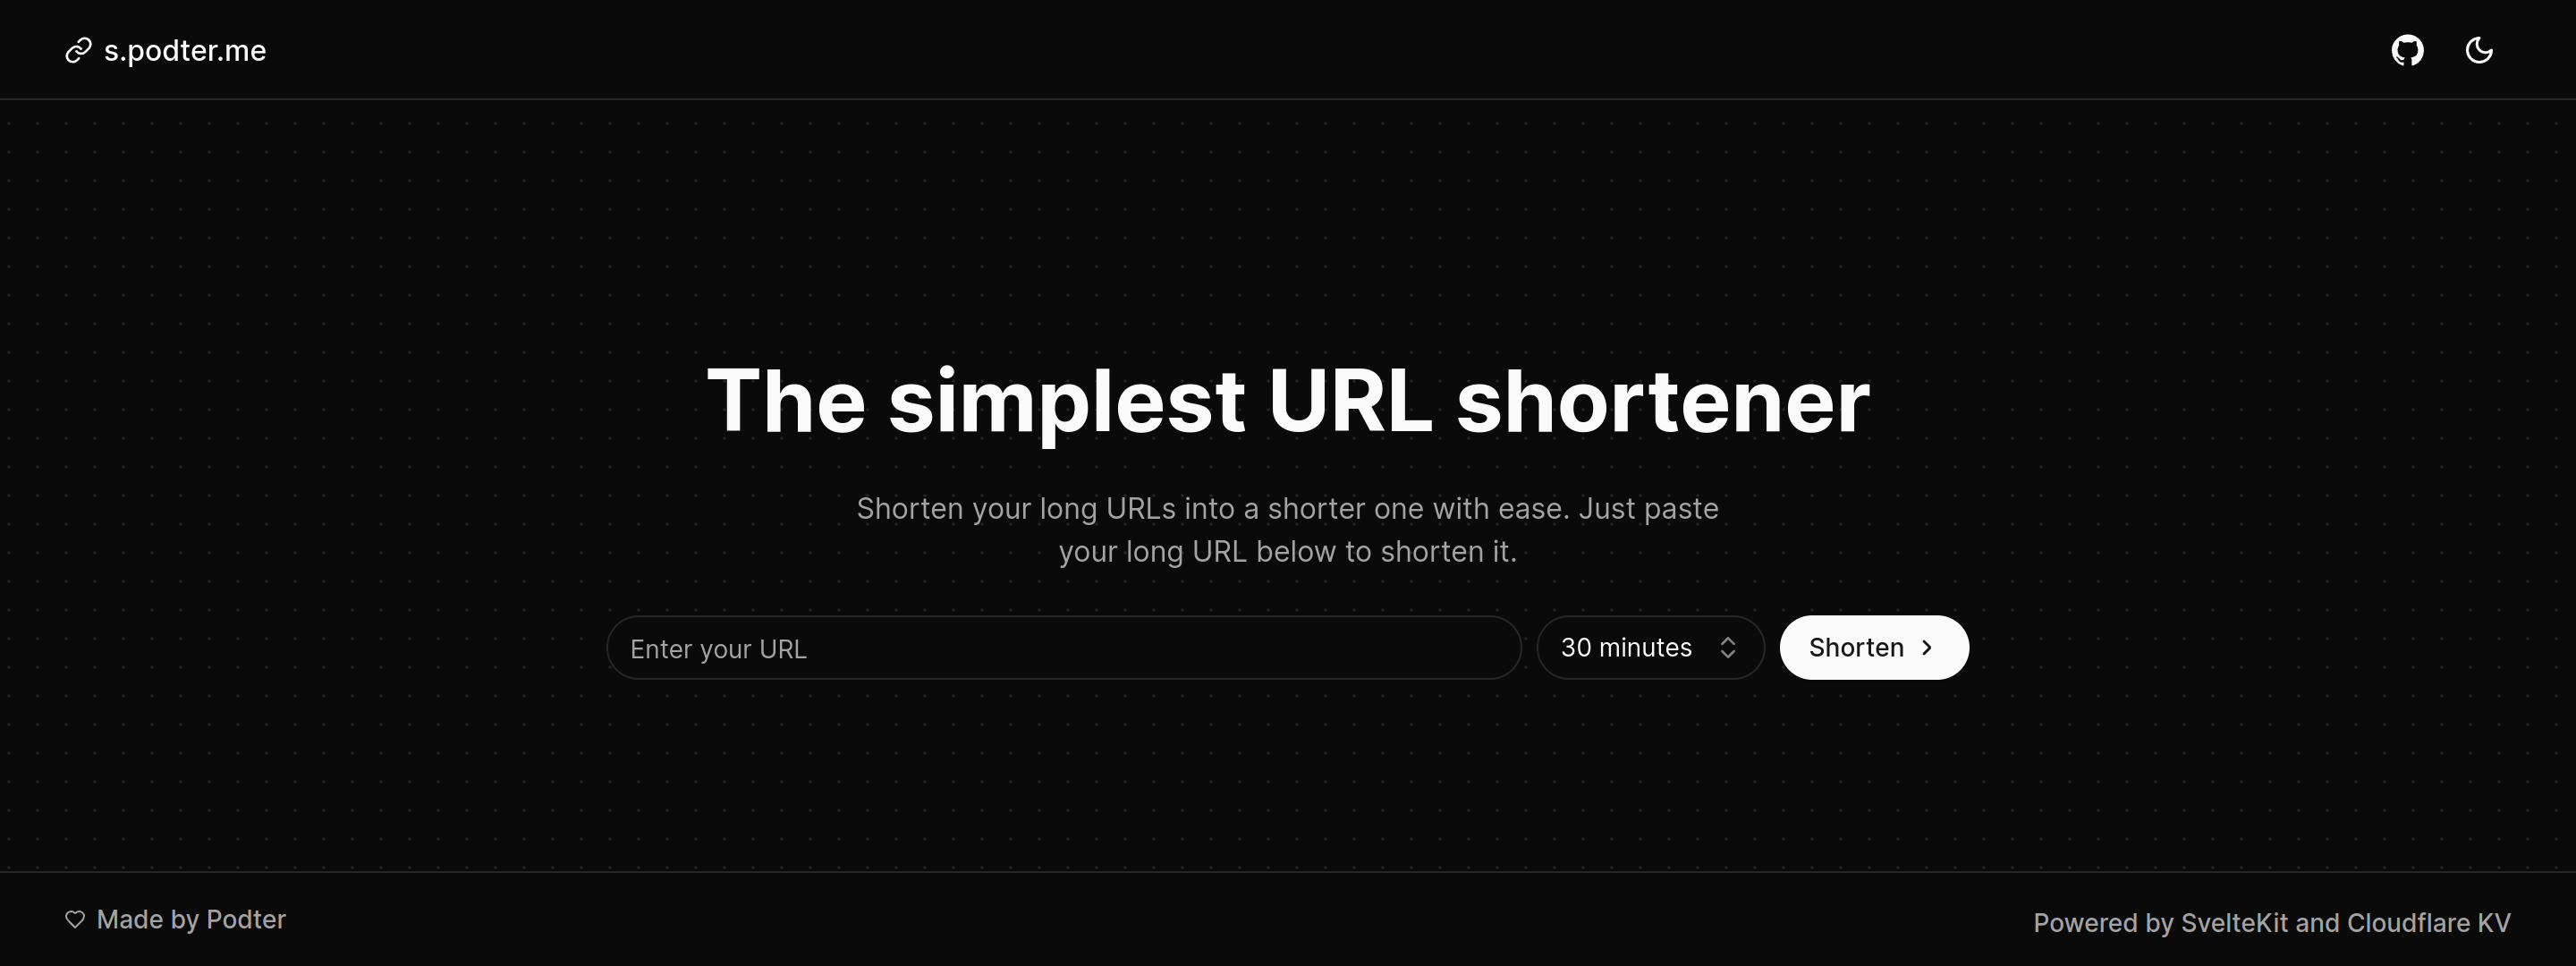 s.podter.me
The simplest URL shortener
Shorten your long URLs into a shorter one with ease. Just paste
your long URL below to shorten it.
Enter your URL
30 minutes
Shorten
Made by Podter
Powered by SvelteKit and Cloudflare KV